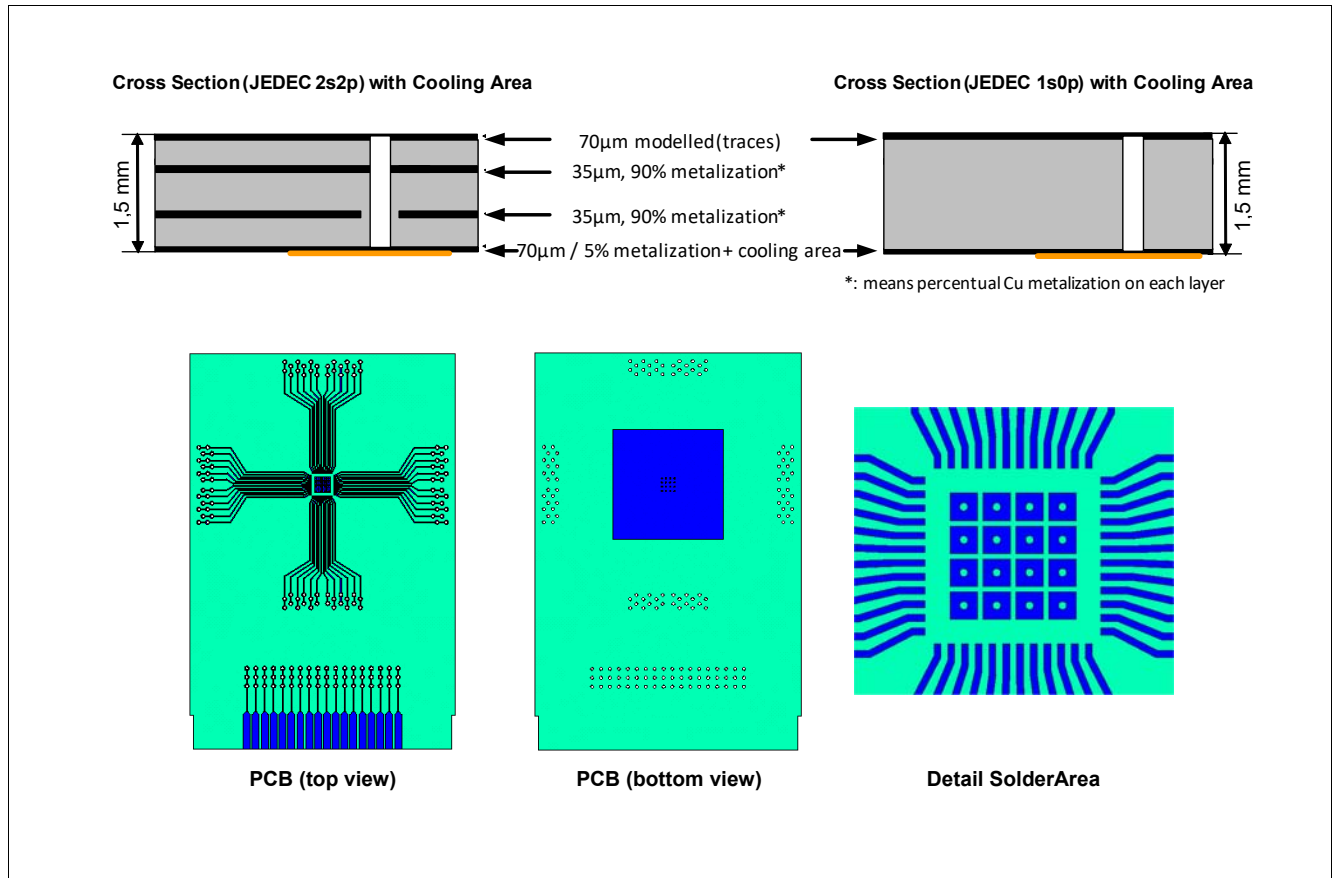 Cross Section (JEDEC 2s2p) with Cooling Area
Cross Section (JEDEC 1s0p) with Cooling Area
1,5 mm
70µm modelled (traces)
35µm, 90% metalization*
35µm, 90% metalization*
70µm / 5% metalization + cooling area
1,5 mm
*: means percentual Cu metalization on each layer
PCB (top view)
PCB (bottom view)
Detail SolderArea